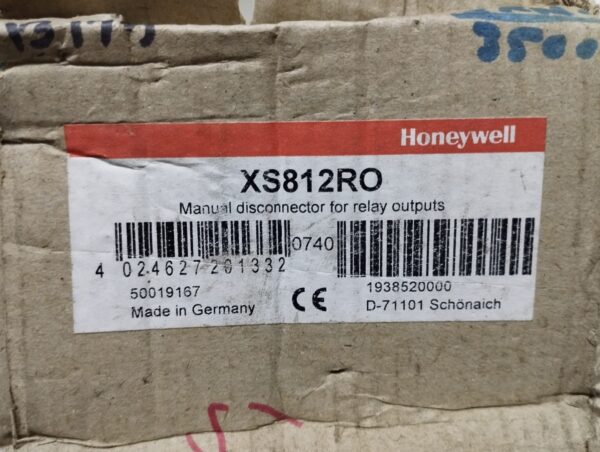 3500
Honeywell
XS812RO
Manual disconnector for relay outputs
0740
4 024627 201332
50019167
1938520000
CE
Made in Germany
D-71101 Schönaich